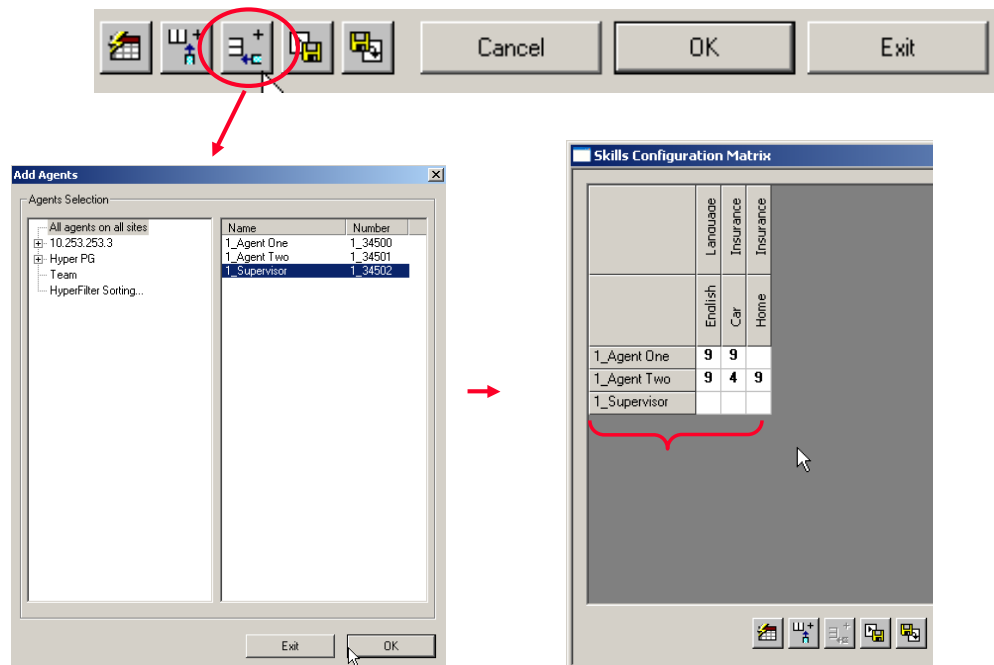 Cancel OK Exit
Add Agents
Agents Selection
All agents on all sites
10.253.253.3
Hyper PG
Team
HyperFilter Sorting...
Name Number
1_Agent One 1_34500
1_Agent Two 1_34501
1_Supervisor 1_34502
Exit OK
Skills Configuration Matrix
Language Insurance Insurance
English Car Home
1_Agent One 9 9
1_Agent Two 9 4 9
1_Supervisor